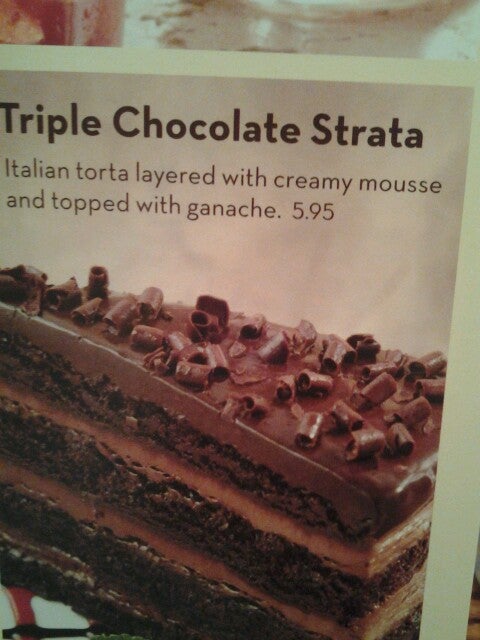 Triple Chocolate Strata
Italian torta layered with creamy mousse
and topped with ganache. 5.95